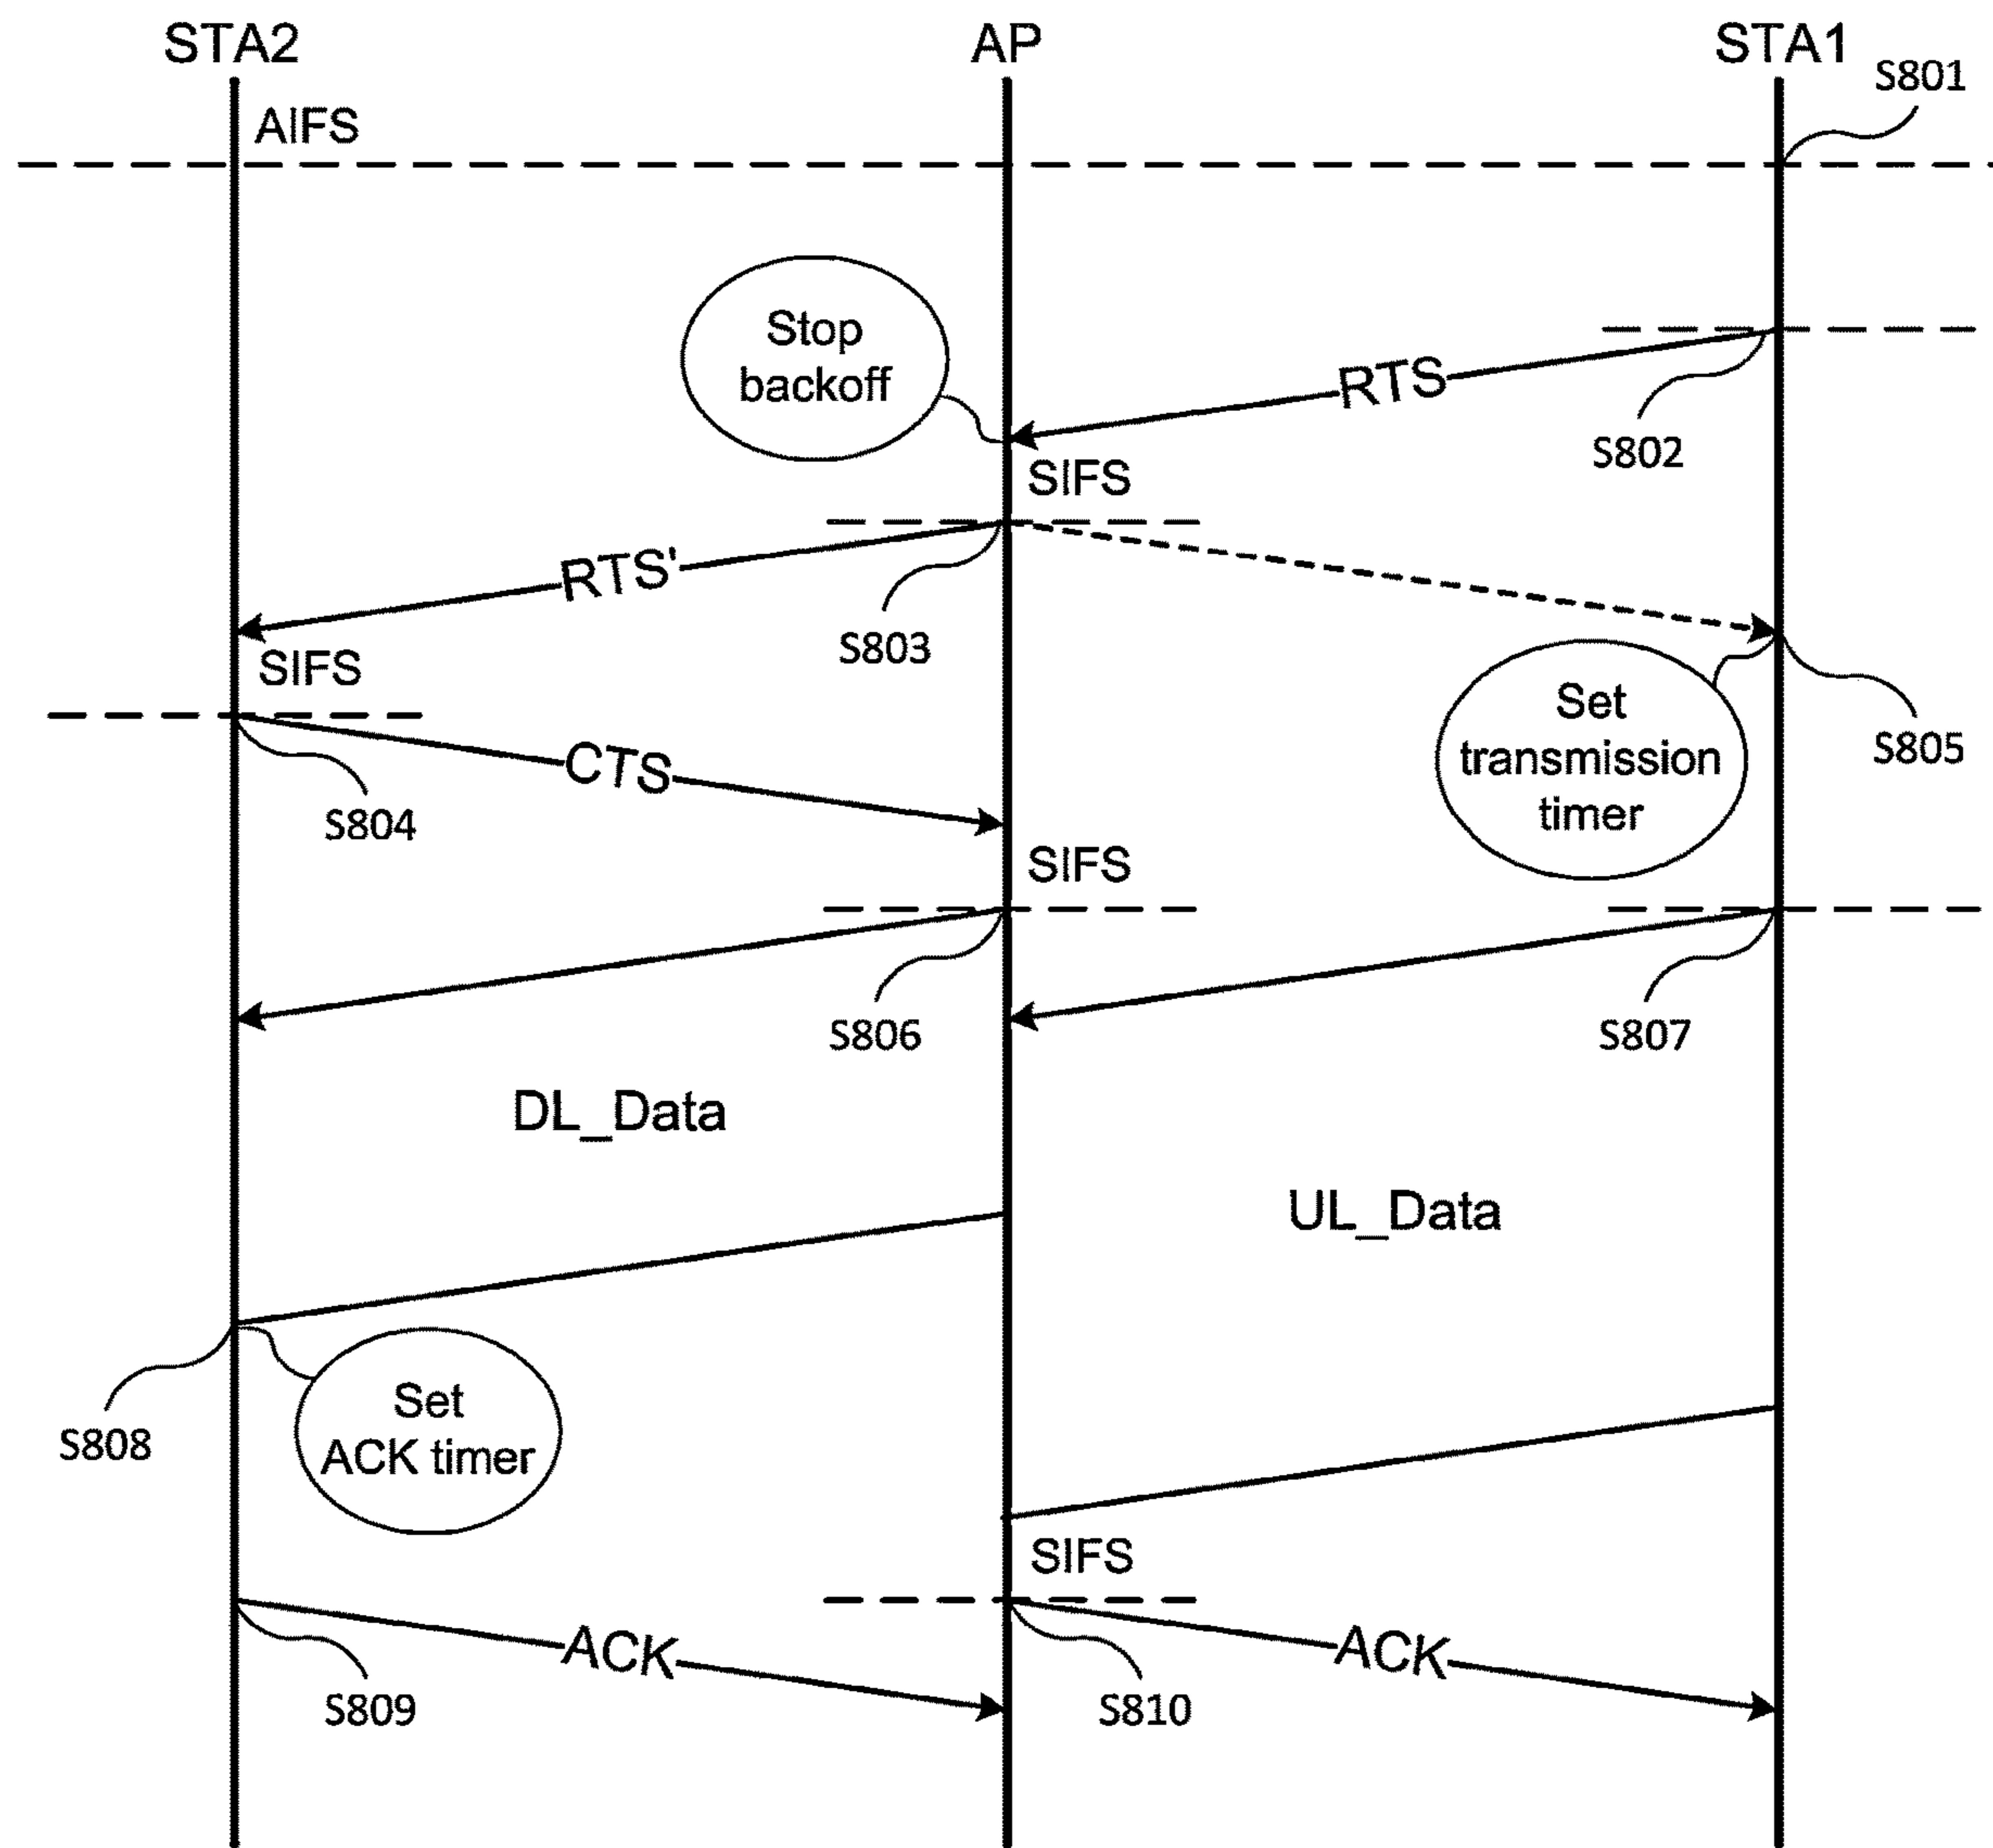 STA2
AP
STA1
S801
AIFS
Stop
backoff
RTS
S802
SIFS
RTS'
S803
SIFS
Set
transmission
timer
S805
CTS
S804
SIFS
S806
S807
DL_Data
UL_Data
S808
Set
ACK timer
SIFS
ACK
ACK
S809
S810